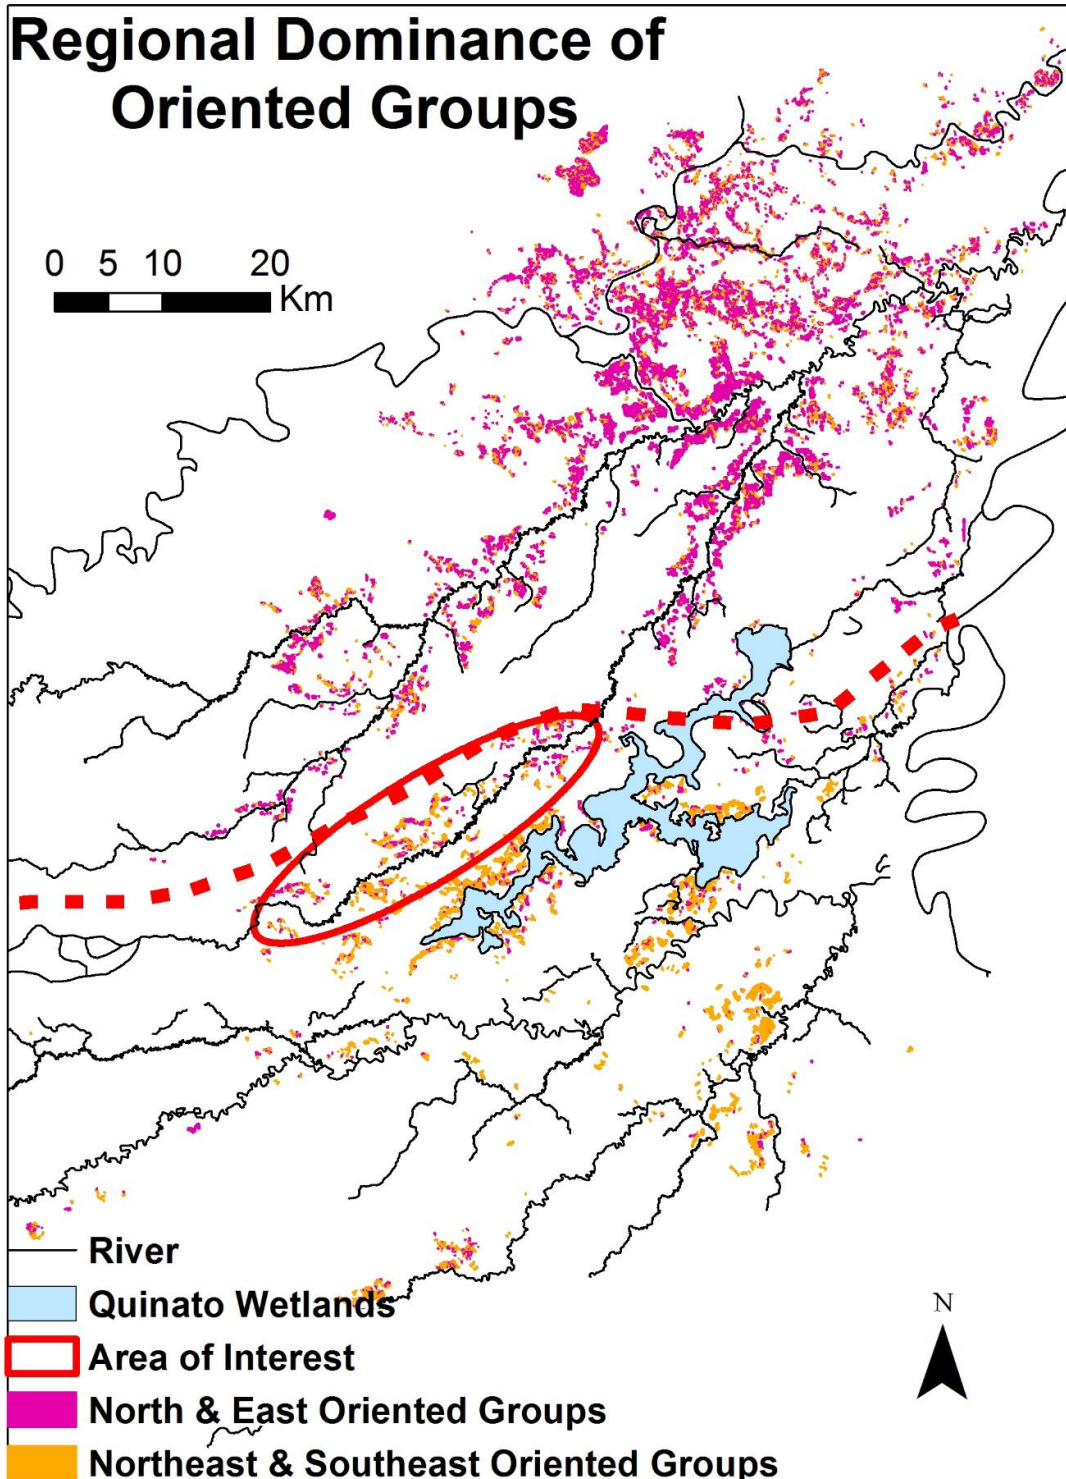 Regional Dominance of
Oriented Groups
0 5 10 20
Km
River
Quinato Wetlands
Area of Interest
North & East Oriented Groups
Northeast & Southeast Oriented Groups
N